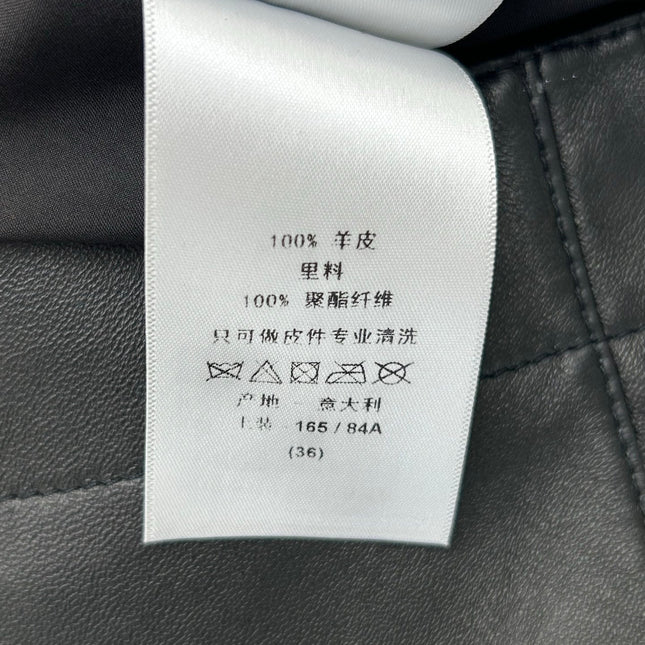 100% 羊皮
里料
100% 聚酯纤维
只可做皮件专业清洗
产地 - 意大利
上装 - 165 / 84A
(36)